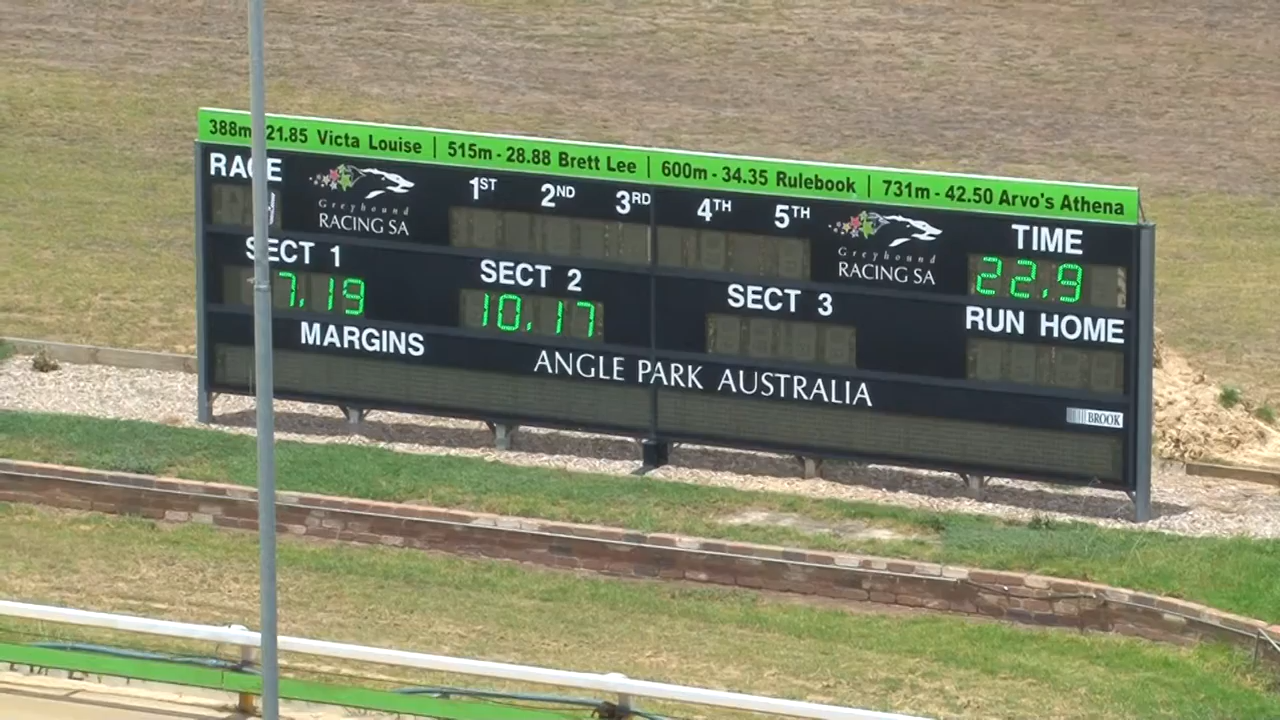 388m 21.85 Victa Louise | 515m - 28.88 Brett Lee | 600m - 34.35 Rulebook | 731m - 42.50 Arvo's Athena
RACE
Greyhound
RACING SA
1ST 2ND 3RD 4TH 5TH
Greyhound
RACING SA
TIME
22.9
SECT 1
7.19
SECT 2
10.17
SECT 3
RUN HOME
MARGINS
ANGLE PARK AUSTRALIA
BROOK